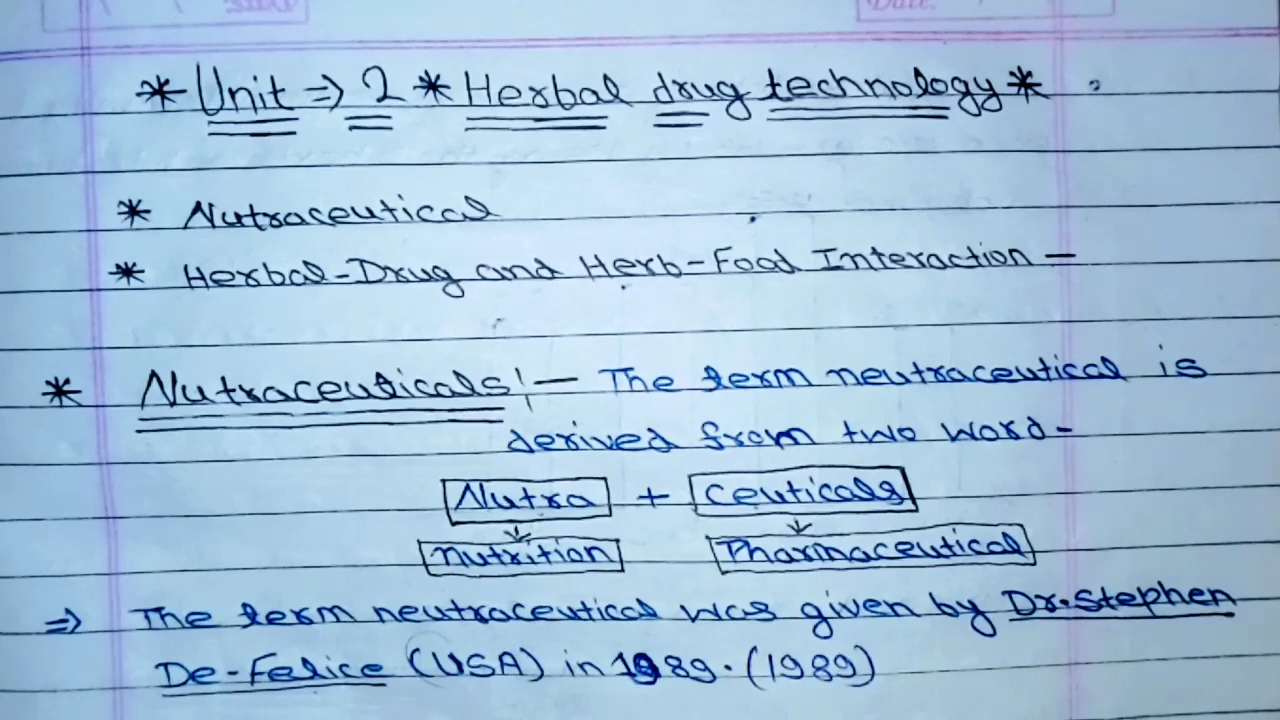 Date.
* Unit => 2 * Herbal drug technology *
* Nutraceutical
* Herbal-Drug and Herb-Food Interaction -
* Nutraceuticals:- The term neutraceutical is
derived from two word-
Nutra + Ceuticals
Nutrition Pharmaceutical
=> The term neutraceutical was given by Dr. Stephen
De-Felice (USA) in 1989. (1989)